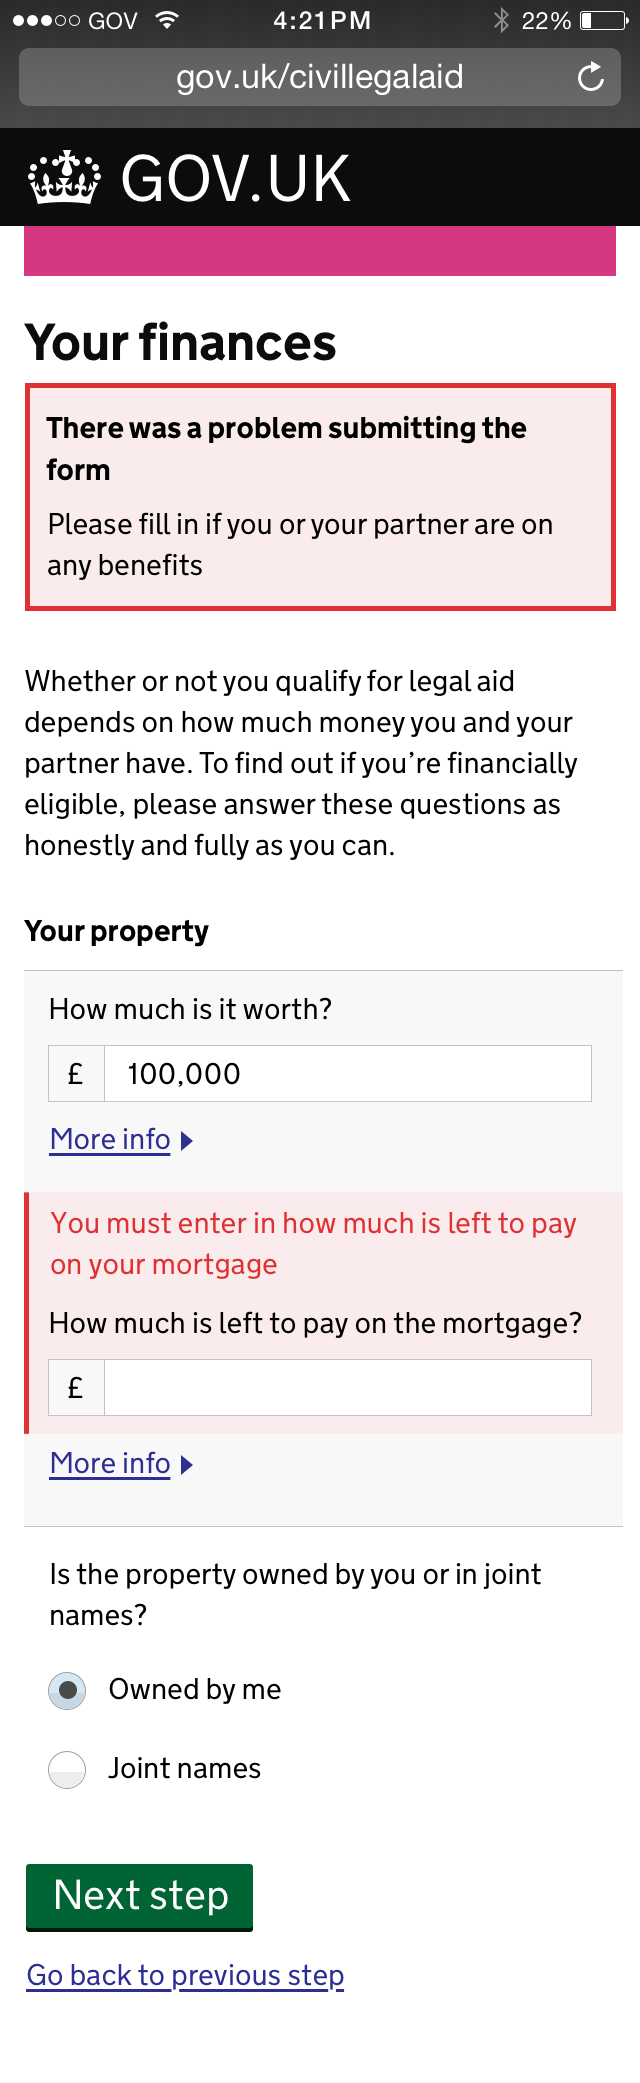 GOV 4:21PM 22%
gov.uk/civillegalaid
GOV.UK
Your finances
There was a problem submitting the
form
Please fill in if you or your partner are on
any benefits
Whether or not you qualify for legal aid
depends on how much money you and your
partner have. To find out if you’re financially
eligible, please answer these questions as
honestly and fully as you can.
Your property
How much is it worth?
£ 100,000
More info
You must enter in how much is left to pay
on your mortgage
How much is left to pay on the mortgage?
£
More info
Is the property owned by you or in joint
names?
Owned by me
Joint names
Next step
Go back to previous step